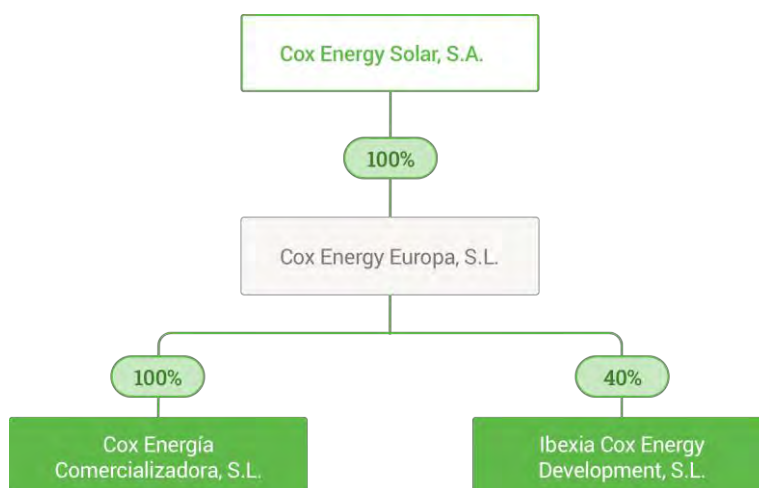 Cox Energy Solar, S.A.
100%
Cox Energy Europa, S.L.
100%
40%
Cox Energía
Comercializadora, S.L.
Ibexia Cox Energy
Development, S.L.